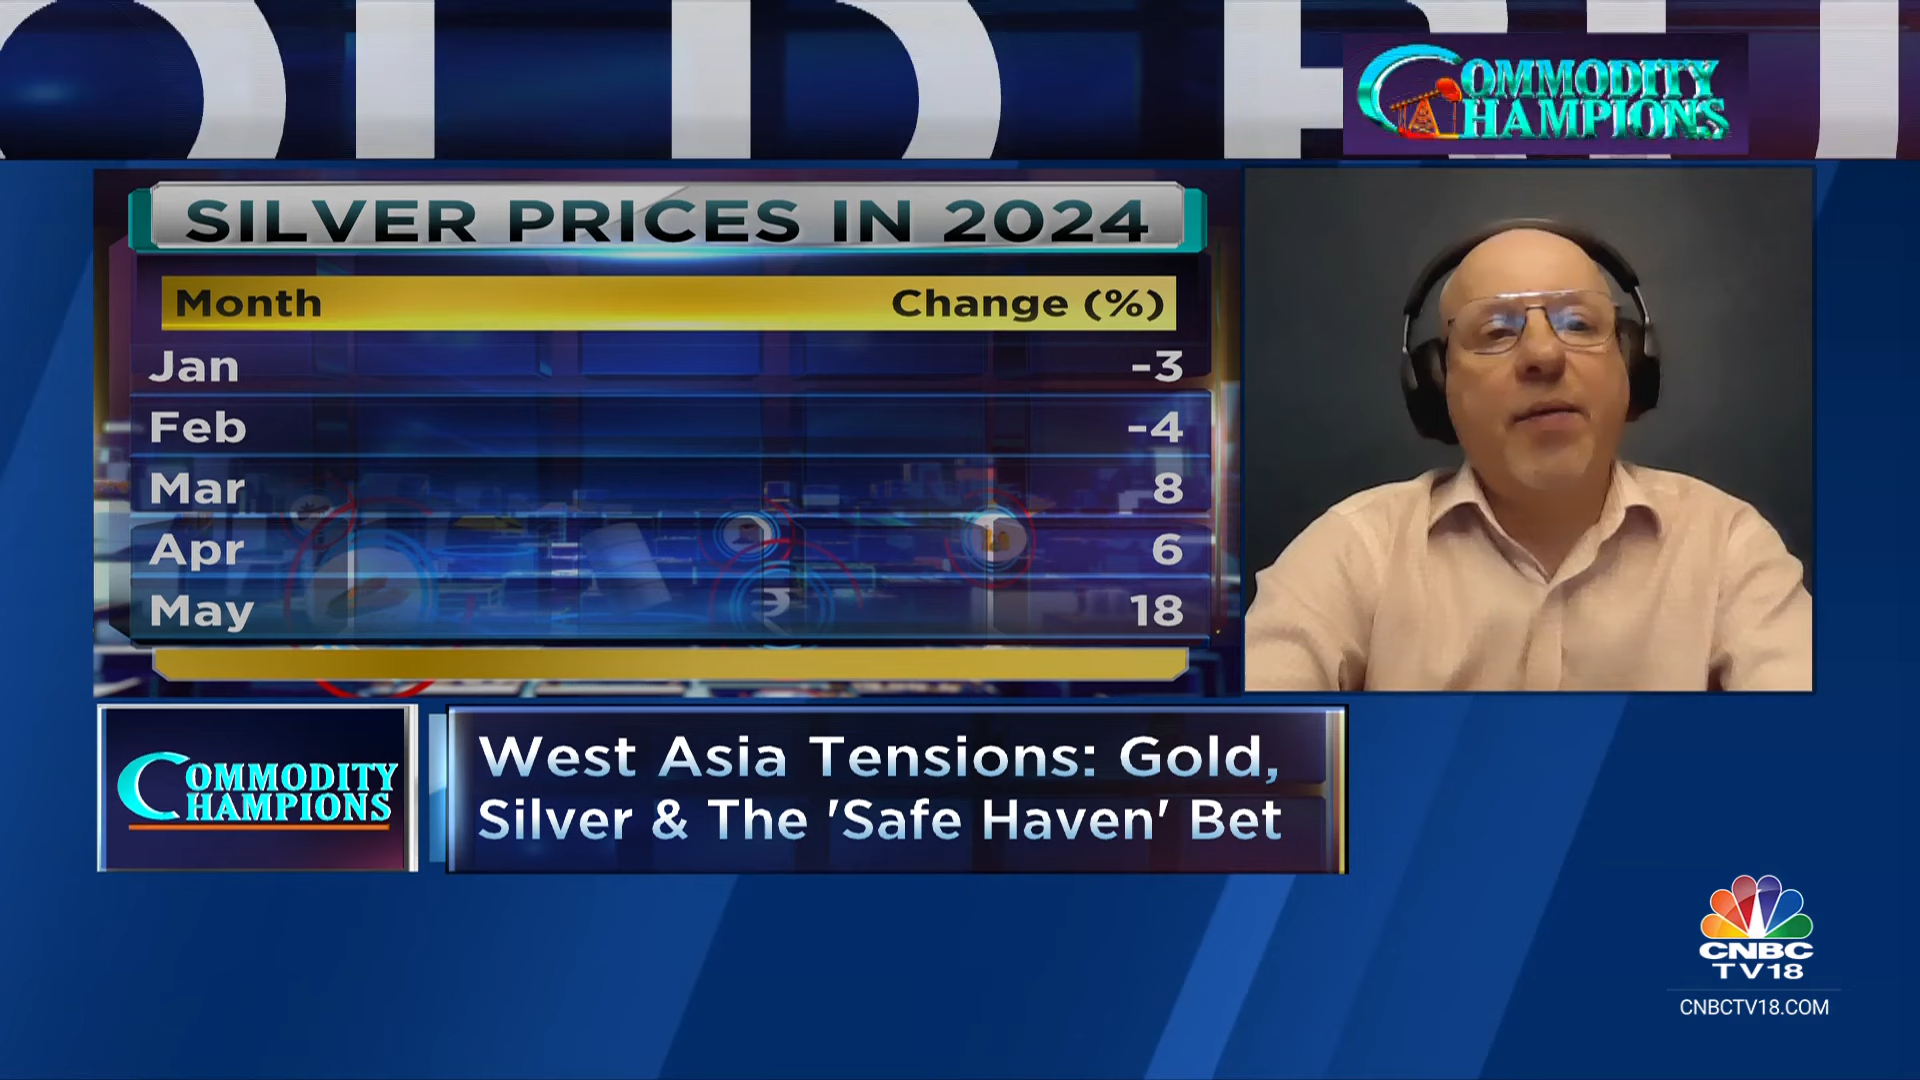 COMMODITY
CHAMPIONS
SILVER PRICES IN 2024
Month Change (%)
Jan -3
Feb -4
Mar 8
Apr 6
May 18
COMMODITY
CHAMPIONS
West Asia Tensions: Gold,
Silver & The 'Safe Haven' Bet
CNBC
TV18
CNBCTV18.COM